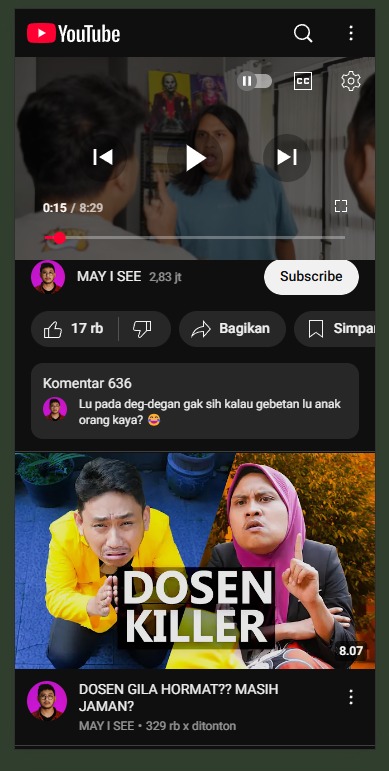 YouTube
CC
0:15 / 8:29
MAY I SEE 2,83 jt
Subscribe
17 rb
Bagikan
Simpan
Komentar 636
Lu pada deg-degan gak sih kalau gebetan lu anak
orang kaya? 😅
DOSEN
KILLER
8.07
DOSEN GILA HORMAT?? MASIH
JAMAN?
MAY I SEE • 329 rb x ditonton